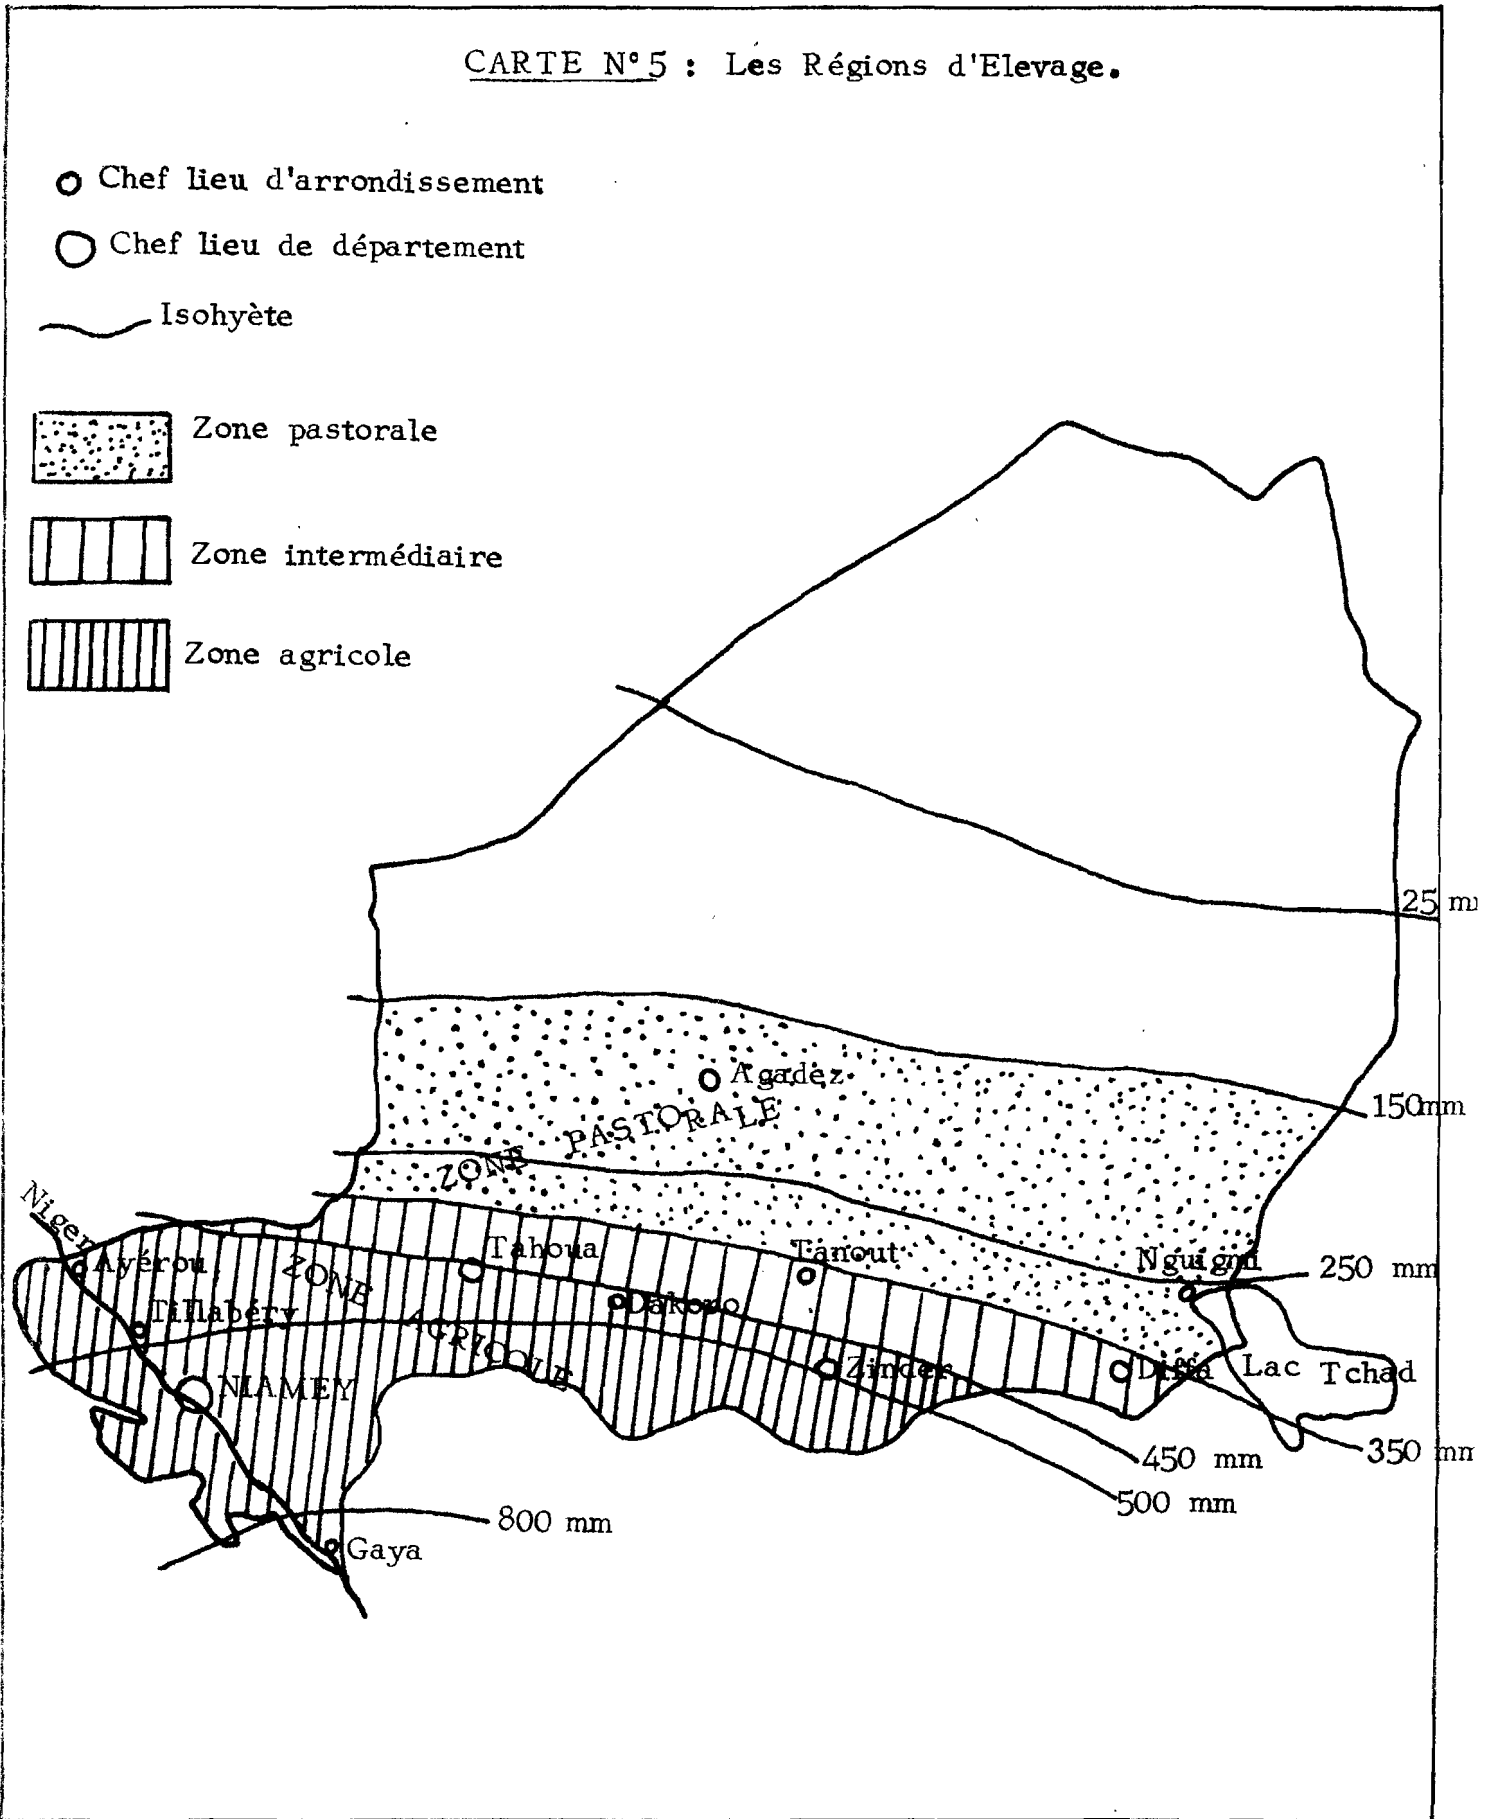 CARTE N°5 : Les Régions d'Elevage.
Chef lieu d'arrondissement
Chef lieu de département
Isohyète
Zone pastorale
Zone intermédiaire
Zone agricole
25 m
Agadéz
150mm
ZONE PASTORALE
Niger
Ayérou
Tahoua
Tanout
Nguigmi
250 mm
ZONE AGRICOLE
Tillabéry
Dakoro
NIAMEY
Zinder
Diffa
Lac Tchad
450 mm
350 mm
500 mm
800 mm
Gaya